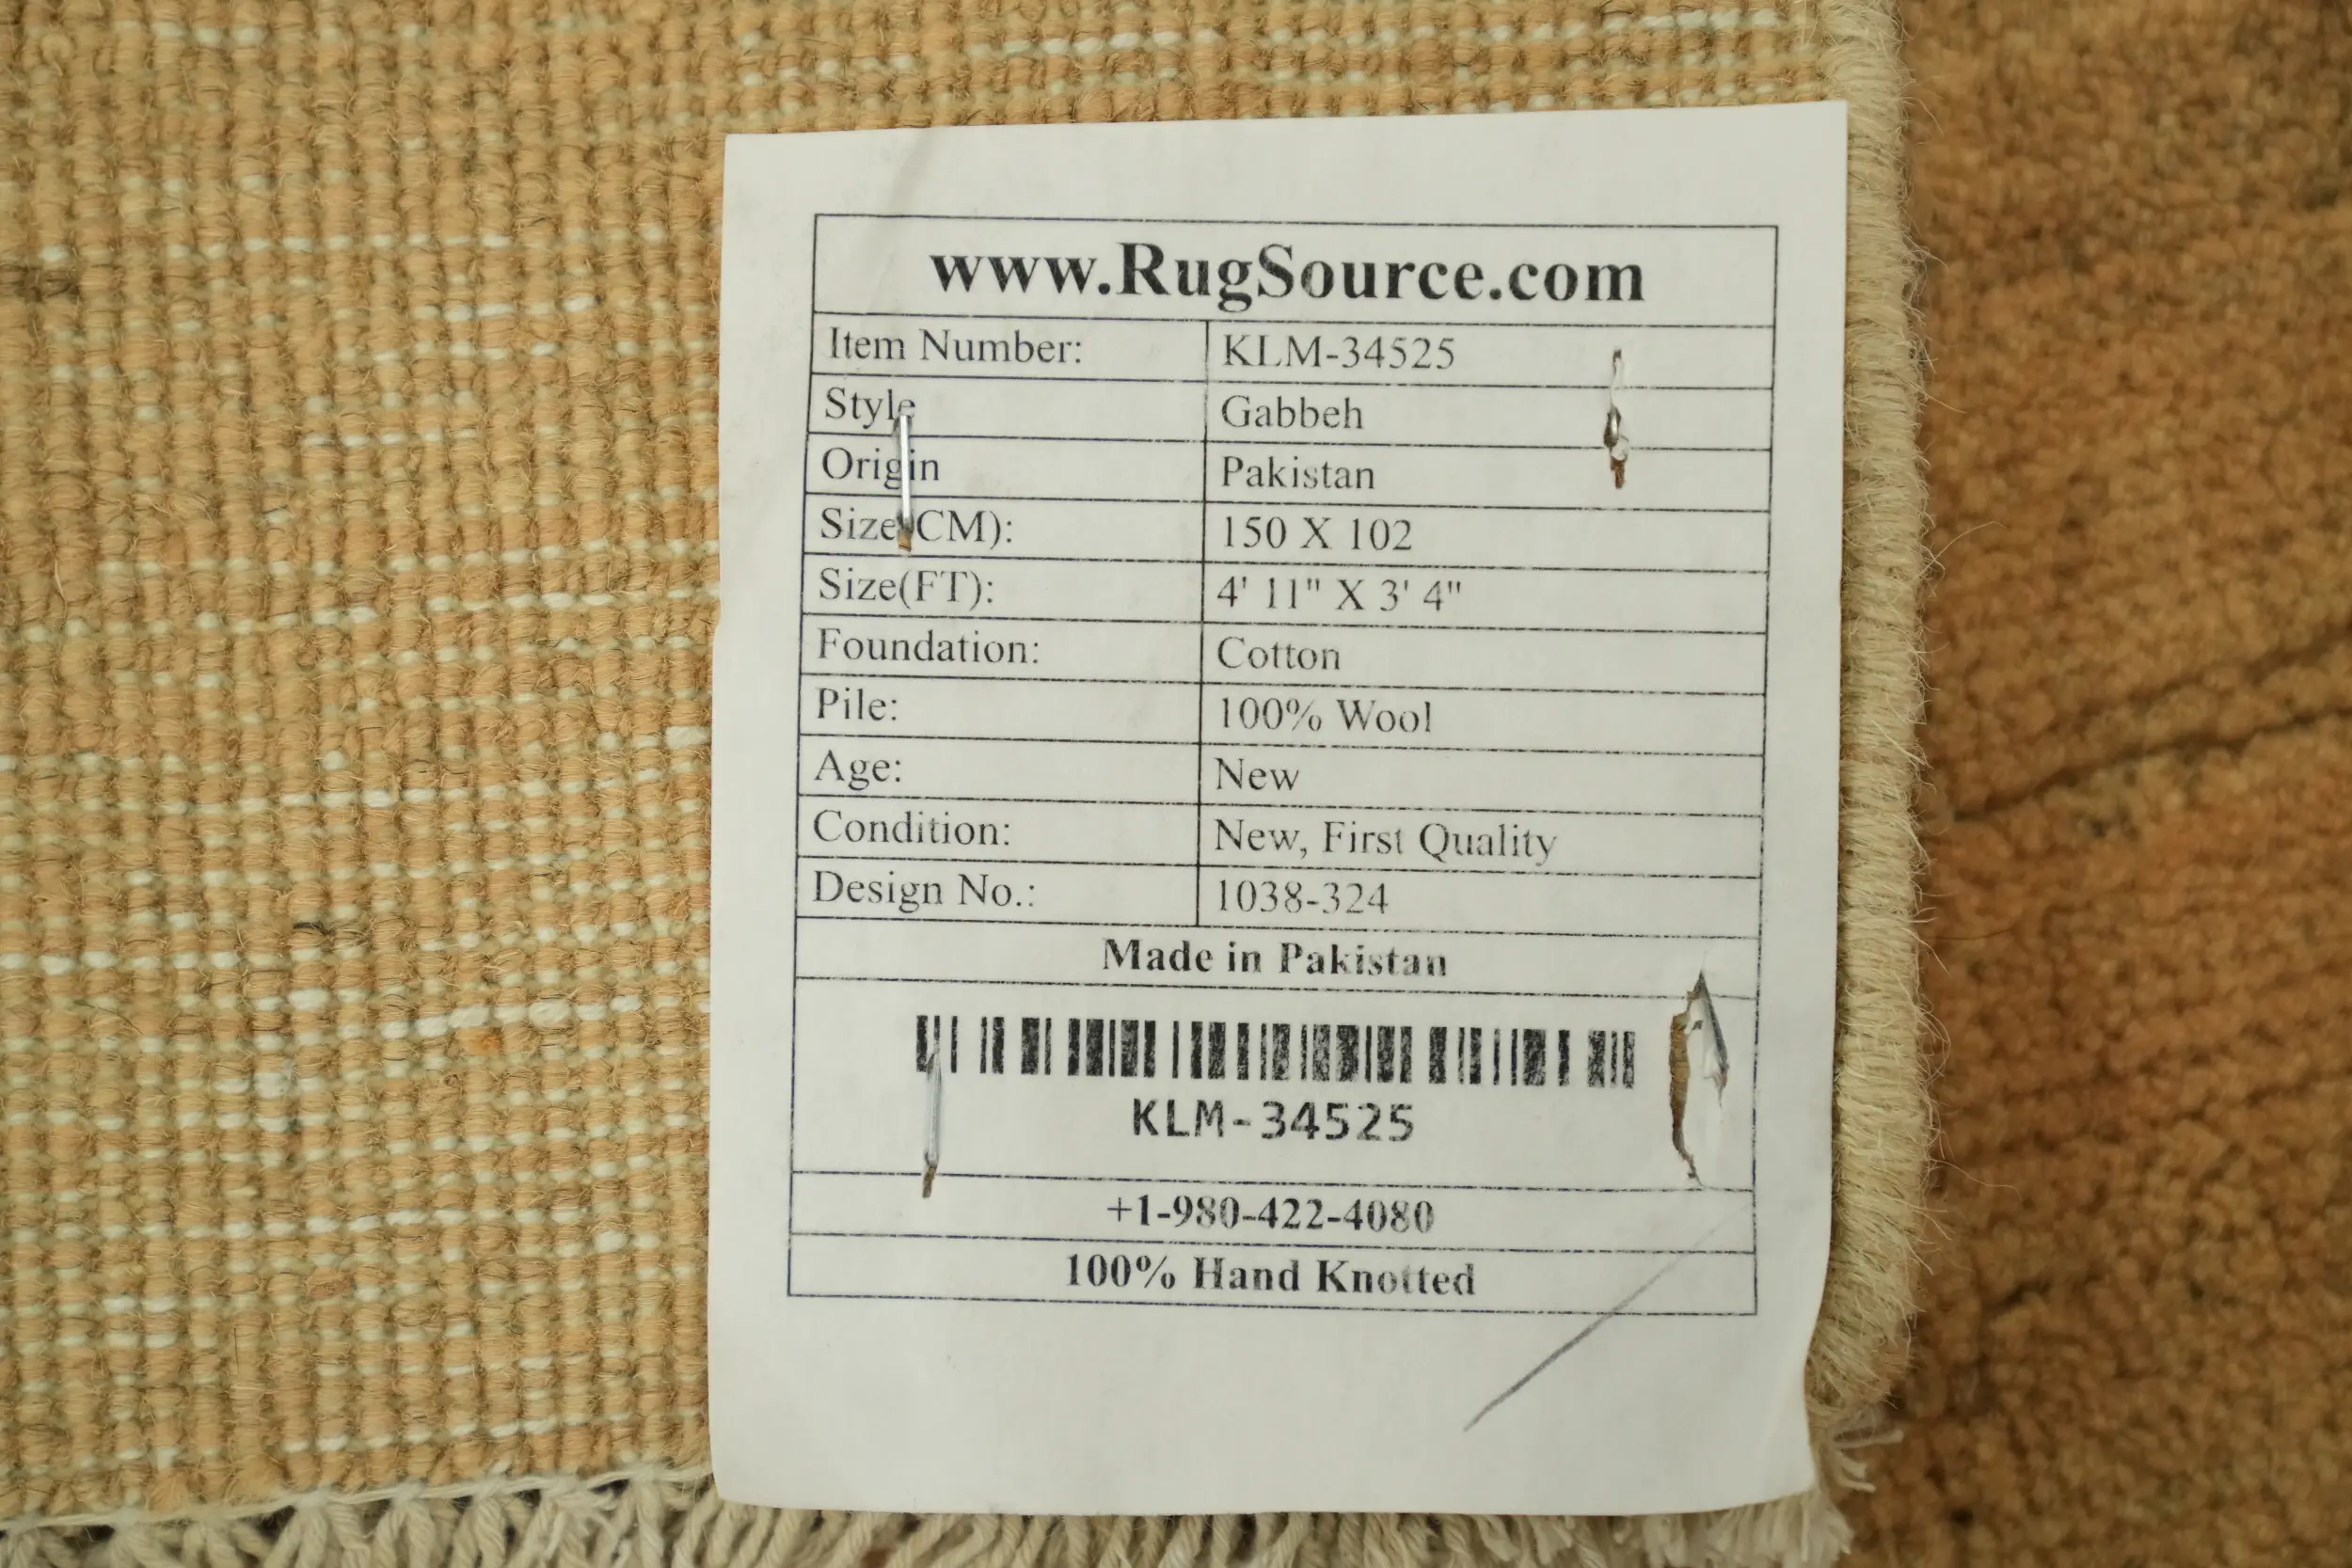 www.RugSource.com
Item Number: KLM-34525
Style Gabbeh
Origin Pakistan
Size(CM): 150 X 102
Size(FT): 4' 11" X 3' 4"
Foundation: Cotton
Pile: 100% Wool
Age: New
Condition: New, First Quality
Design No.: 1038-324
Made in Pakistan
KLM-34525
+1-980-422-4080
100% Hand Knotted